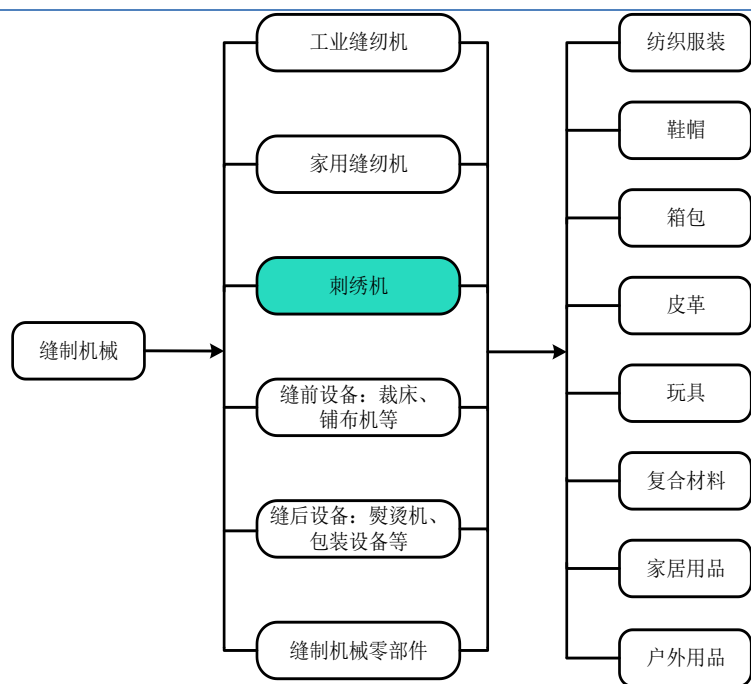 缝制机械
工业缝纫机
家用缝纫机
刺绣机
缝前设备：裁床、
铺布机等
缝后设备：熨烫机、
包装设备等
缝制机械零部件
纺织服装
鞋帽
箱包
皮革
玩具
复合材料
家居用品
户外用品